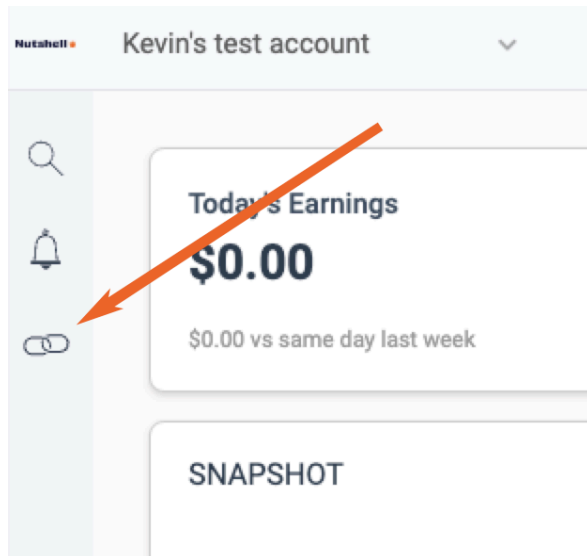 Nutshell
Kevin's test account
Today's Earnings
$0.00
$0.00 vs same day last week
SNAPSHOT